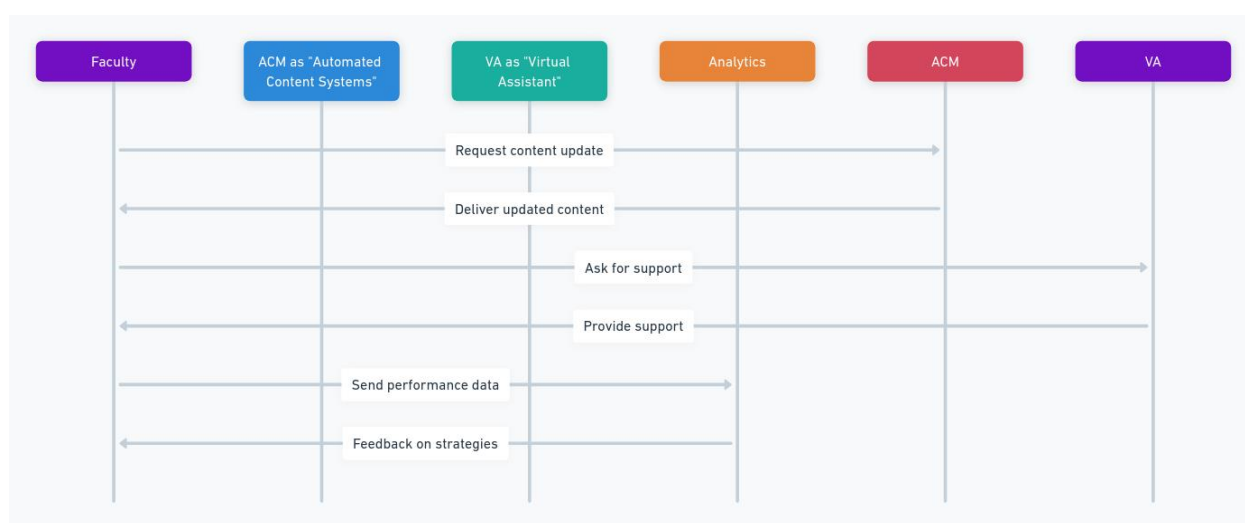 Faculty
ACM as "Automated
Content Systems"
VA as "Virtual
Assistant"
Analytics
ACM
VA
Request content update
Deliver updated content
Ask for support
Provide support
Send performance data
Feedback on strategies